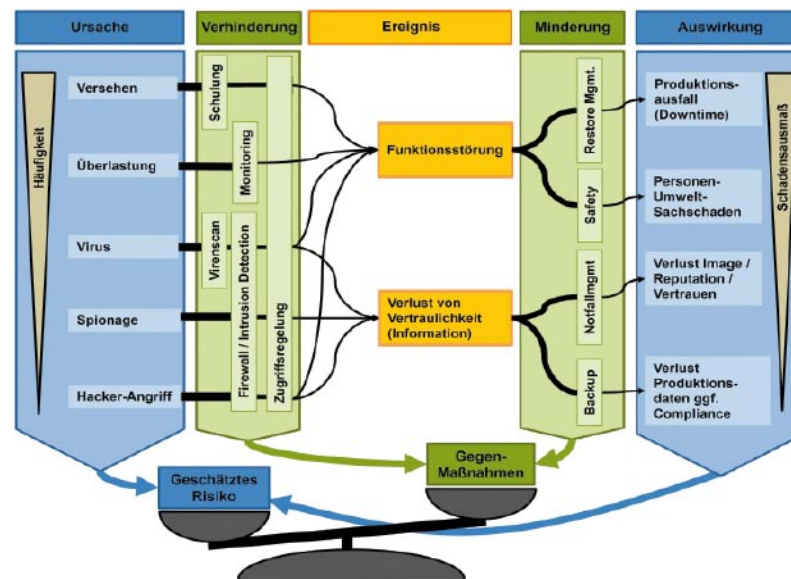 Ursache
Verhinderung
Ereignis
Minderung
Auswirkung
Häufigkeit
Versehen
Überlastung
Virus
Spionage
Hacker-Angriff
Schulung
Monitoring
Virenscan
Firewall / Intrusion Detection
Zugriffsregelung
Funktionsstörung
Verlust von
Vertraulichkeit
(Information)
Restore Mgmt.
Safety
Notfallmgmt
Backup
Produktions-
ausfall
(Downtime)
Personen-
Umwelt-
Sachschaden
Verlust Image /
Reputation /
Vertrauen
Verlust
Produktions-
daten ggf.
Compliance
Schadensausmaß
Geschätztes
Risiko
Gegen-
Maßnahmen